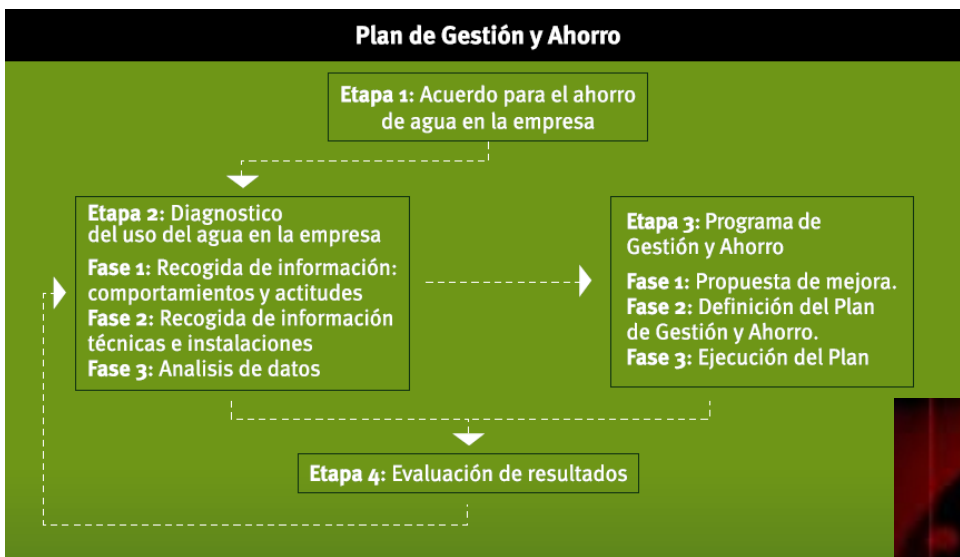 Plan de Gestión y Ahorro
Etapa 1: Acuerdo para el ahorro
de agua en la empresa
Etapa 2: Diagnostico
del uso del agua en la empresa
Fase 1: Recogida de información:
comportamientos y actitudes
Fase 2: Recogida de información
técnicas e instalaciones
Fase 3: Analisis de datos
Etapa 3: Programa de
Gestión y Ahorro
Fase 1: Propuesta de mejora.
Fase 2: Definición del Plan
de Gestión y Ahorro.
Fase 3: Ejecución del Plan
Etapa 4: Evaluación de resultados